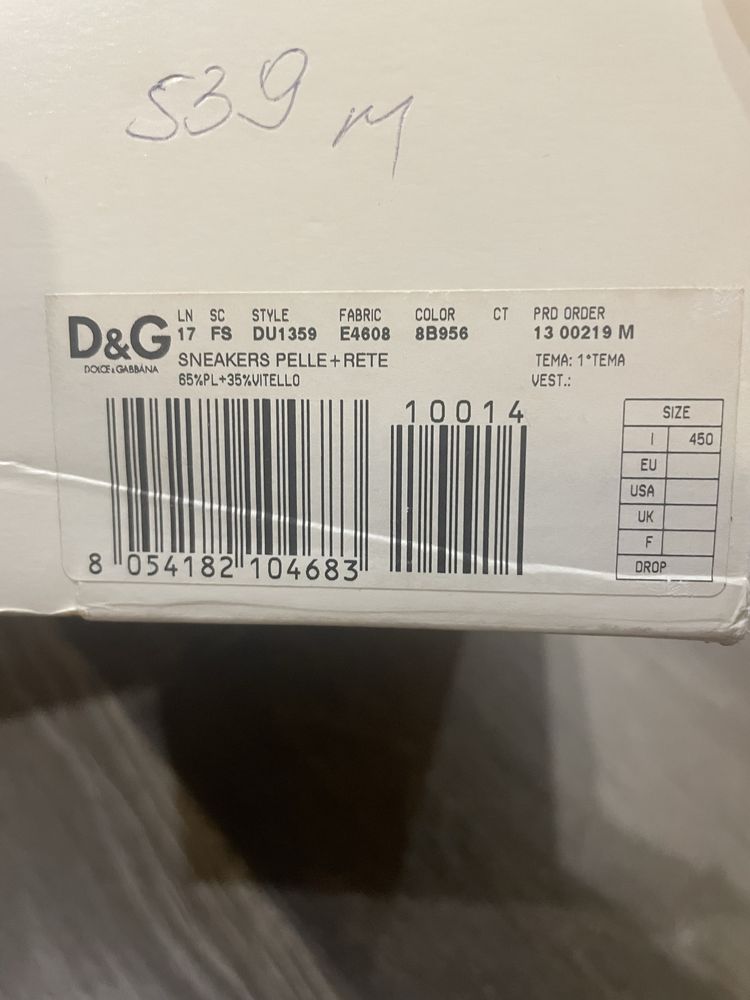 539 M
D&G
DOLCE & GABBANA
LN SC STYLE FABRIC COLOR CT PRD ORDER
17 FS DU1359 E4608 8B956 13 00219 M
SNEAKERS PELLE+RETE TEMA: 1°TEMA
65%PL+35%VITELLO VEST.:
10014
SIZE
I 450
EU
USA
UK
F
DROP
8 054182 104683